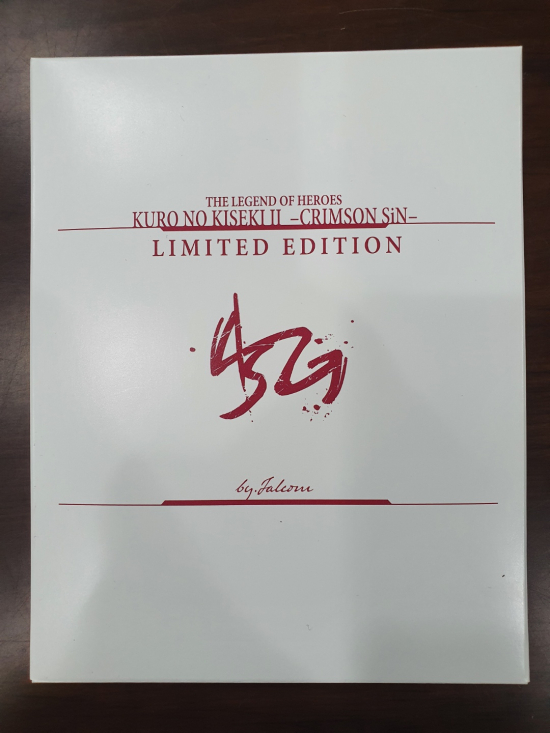 THE LEGEND OF HEROES
KURO NO KISEKI II –CRIMSON SiN–
LIMITED EDITION
by.Falcom